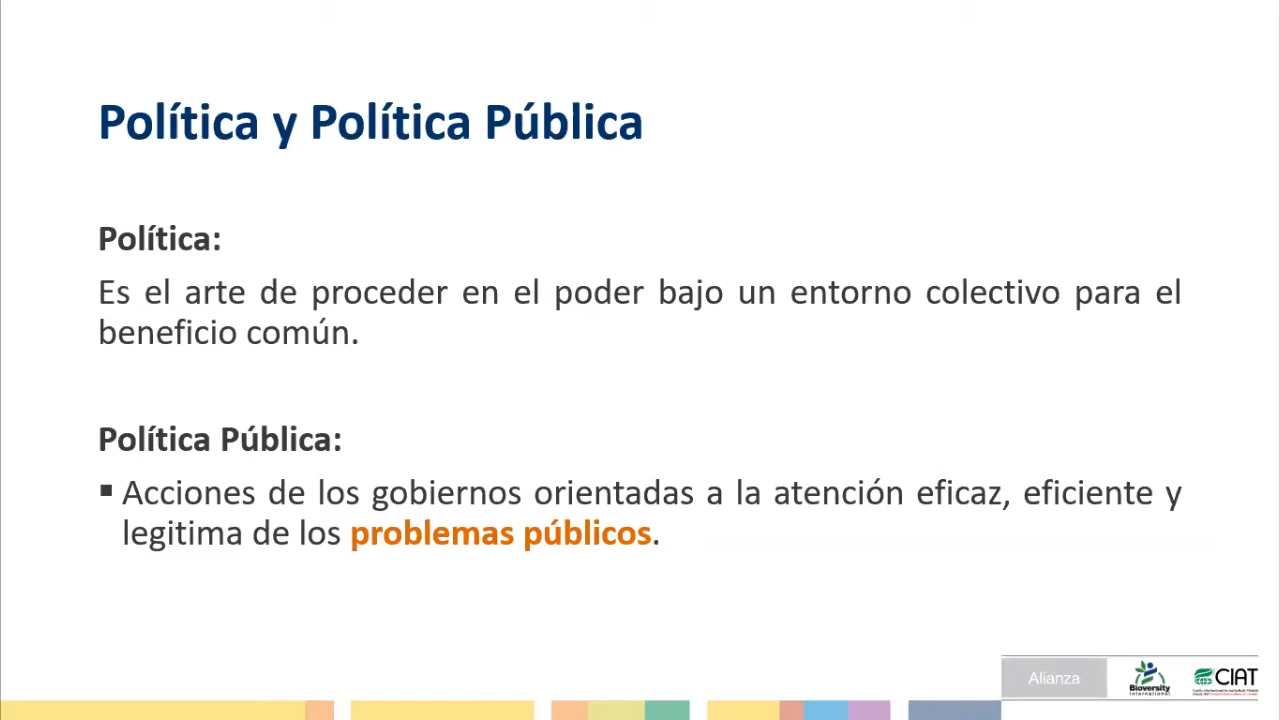 Política y Política Pública
Política:
Es el arte de proceder en el poder bajo un entorno colectivo para el
beneficio común.
Política Pública:
▪ Acciones de los gobiernos orientadas a la atención eficaz, eficiente y
legitima de los problemas públicos.
Alianza
Bioversity
International
CIAT